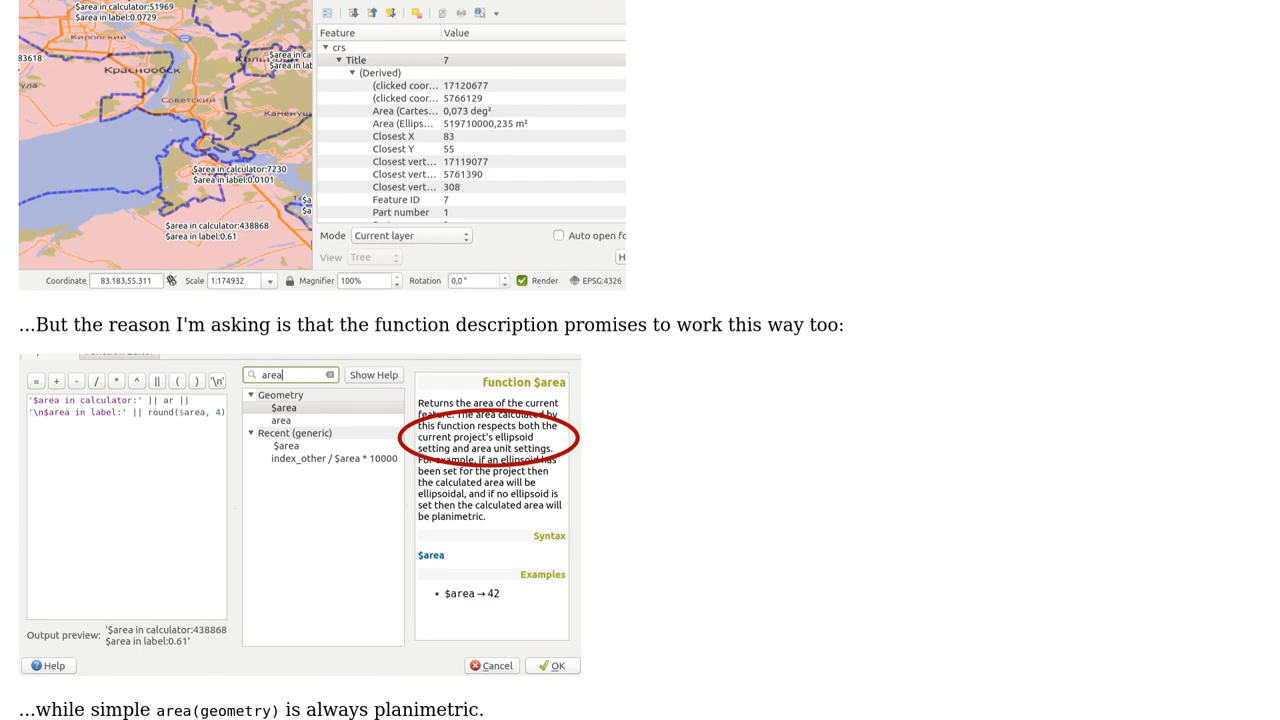 $area in calculator:51969
$area in label:0.0729
Кировский
83618
Краснообск
ула
Советский
$area in ca
$area in lab
Каменуш
$area in calculator:7230
$area in label:0.0101
$a
$a
$area in calculator:438868
$area in label:0.61
Feature Value
crs
Title 7
(Derived)
(clicked coor... 17120677
(clicked coor... 5766129
Area (Cartes... 0,073 deg²
Area (Ellips... 519710000,235 m²
Closest X 83
Closest Y 55
Closest vert... 17119077
Closest vert... 5761390
Closest vert... 308
Feature ID 7
Part number 1
Mode Current layer Auto open fo
View Tree H
Coordinate 83.183,55.311 Scale 1:174932 Magnifier 100% Rotation 0,0 ° Render EPSG:4326
...But the reason I'm asking is that the function description promises to work this way too:
Function Editor
= + - / * ^ || ( ) '\n'
'$area in calculator:' || ar ||
'\n$area in label:' || round($area, 4)
Output preview: '$area in calculator:438868
$area in label:0.61'
area Show Help
Geometry
$area
area
Recent (generic)
$area
index_other / $area * 10000
function $area
Returns the area of the current
feature. The area calculated by
this function respects both the
current project's ellipsoid
setting and area unit settings.
For example, if an ellipsoid has
been set for the project then
the calculated area will be
ellipsoidal, and if no ellipsoid is
set then the calculated area will
be planimetric.
Syntax
$area
Examples
• $area → 42
Help Cancel OK
...while simple area(geometry) is always planimetric.